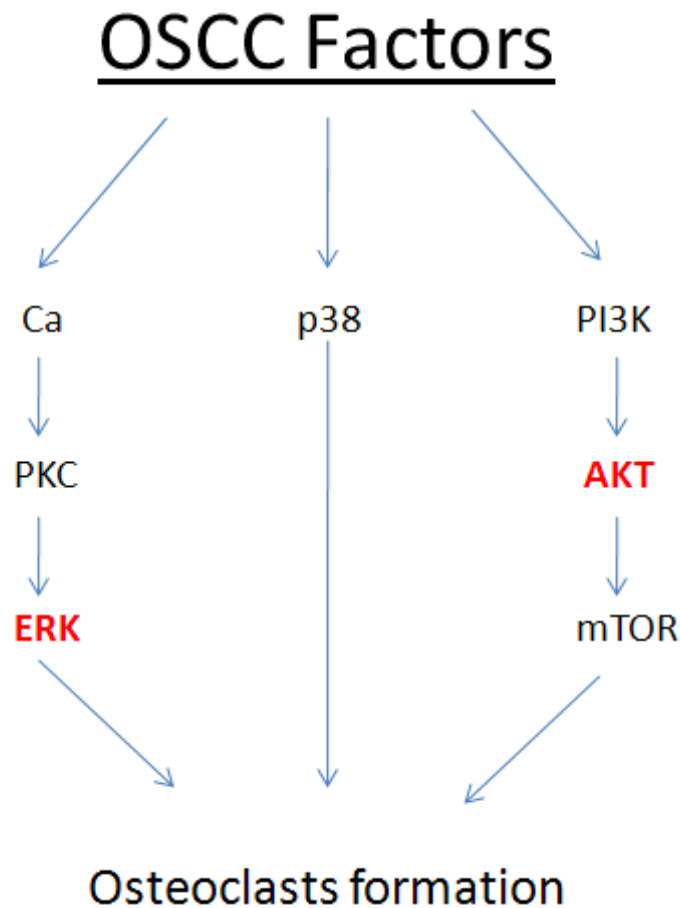 OSCC Factors
Ca
p38
PI3K
PKC
AKT
ERK
mTOR
Osteoclasts formation